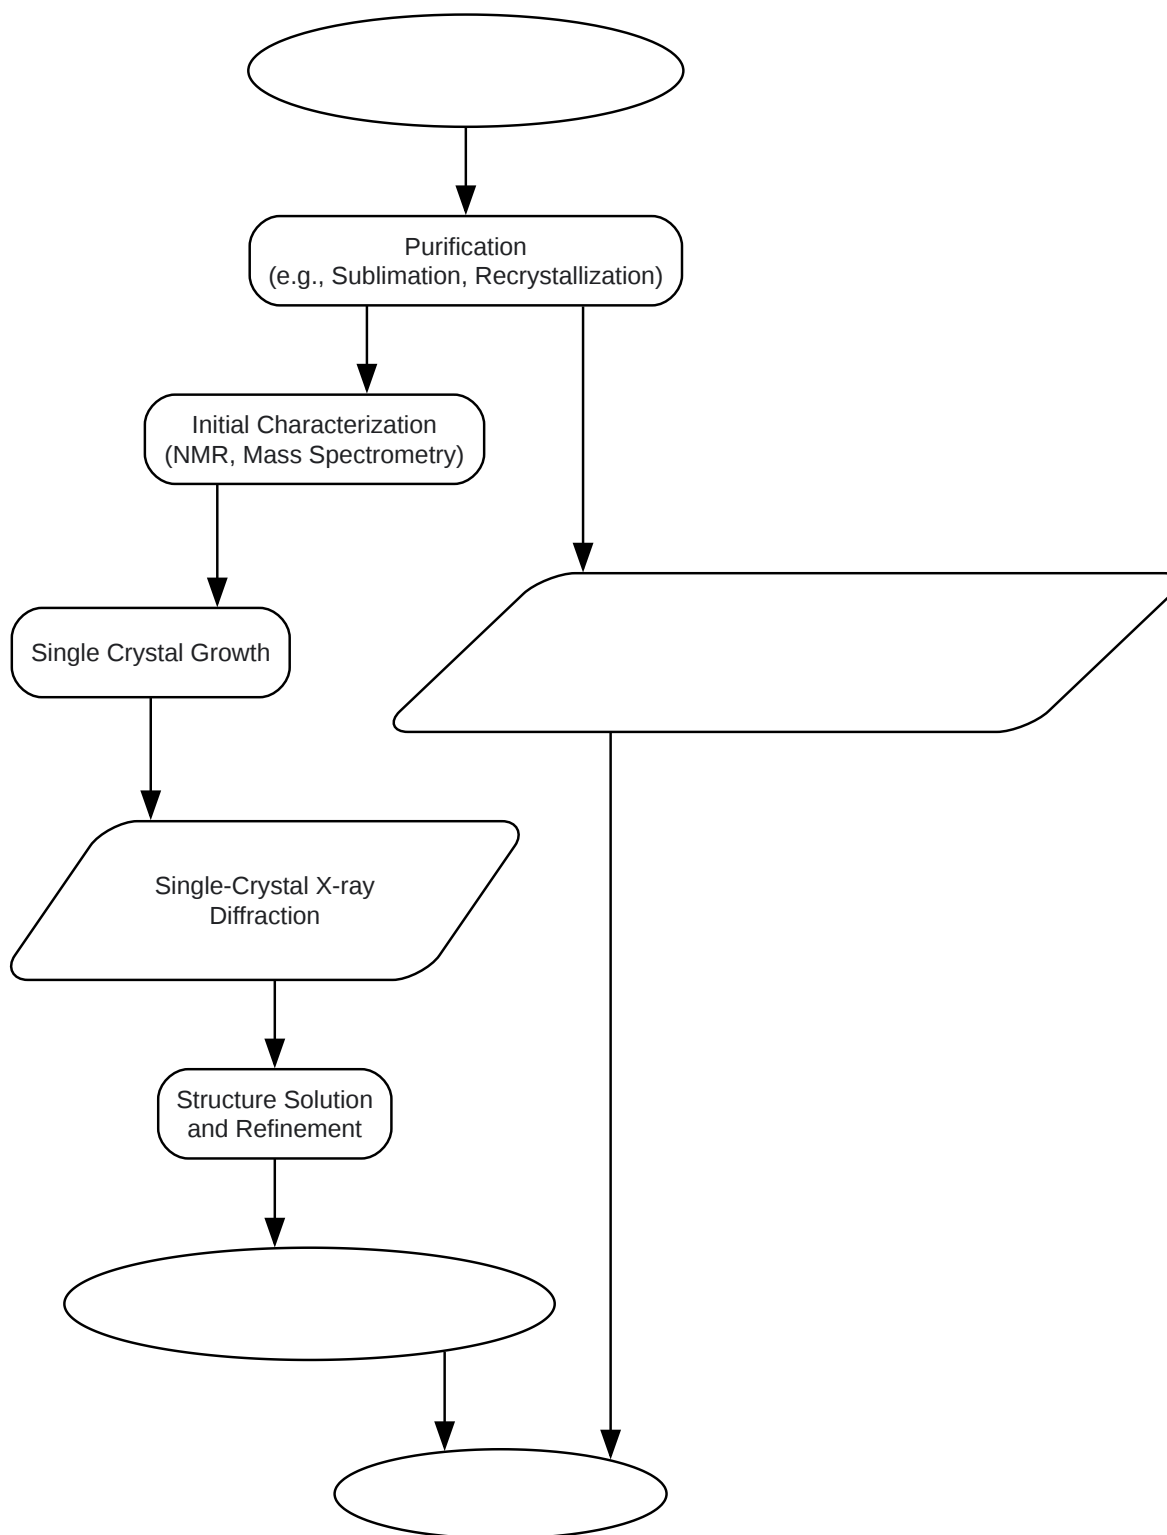 Purification
(e.g., Sublimation, Recrystallization)
Initial Characterization
(NMR, Mass Spectrometry)
Single Crystal Growth
Single-Crystal X-ray
Diffraction
Structure Solution
and Refinement